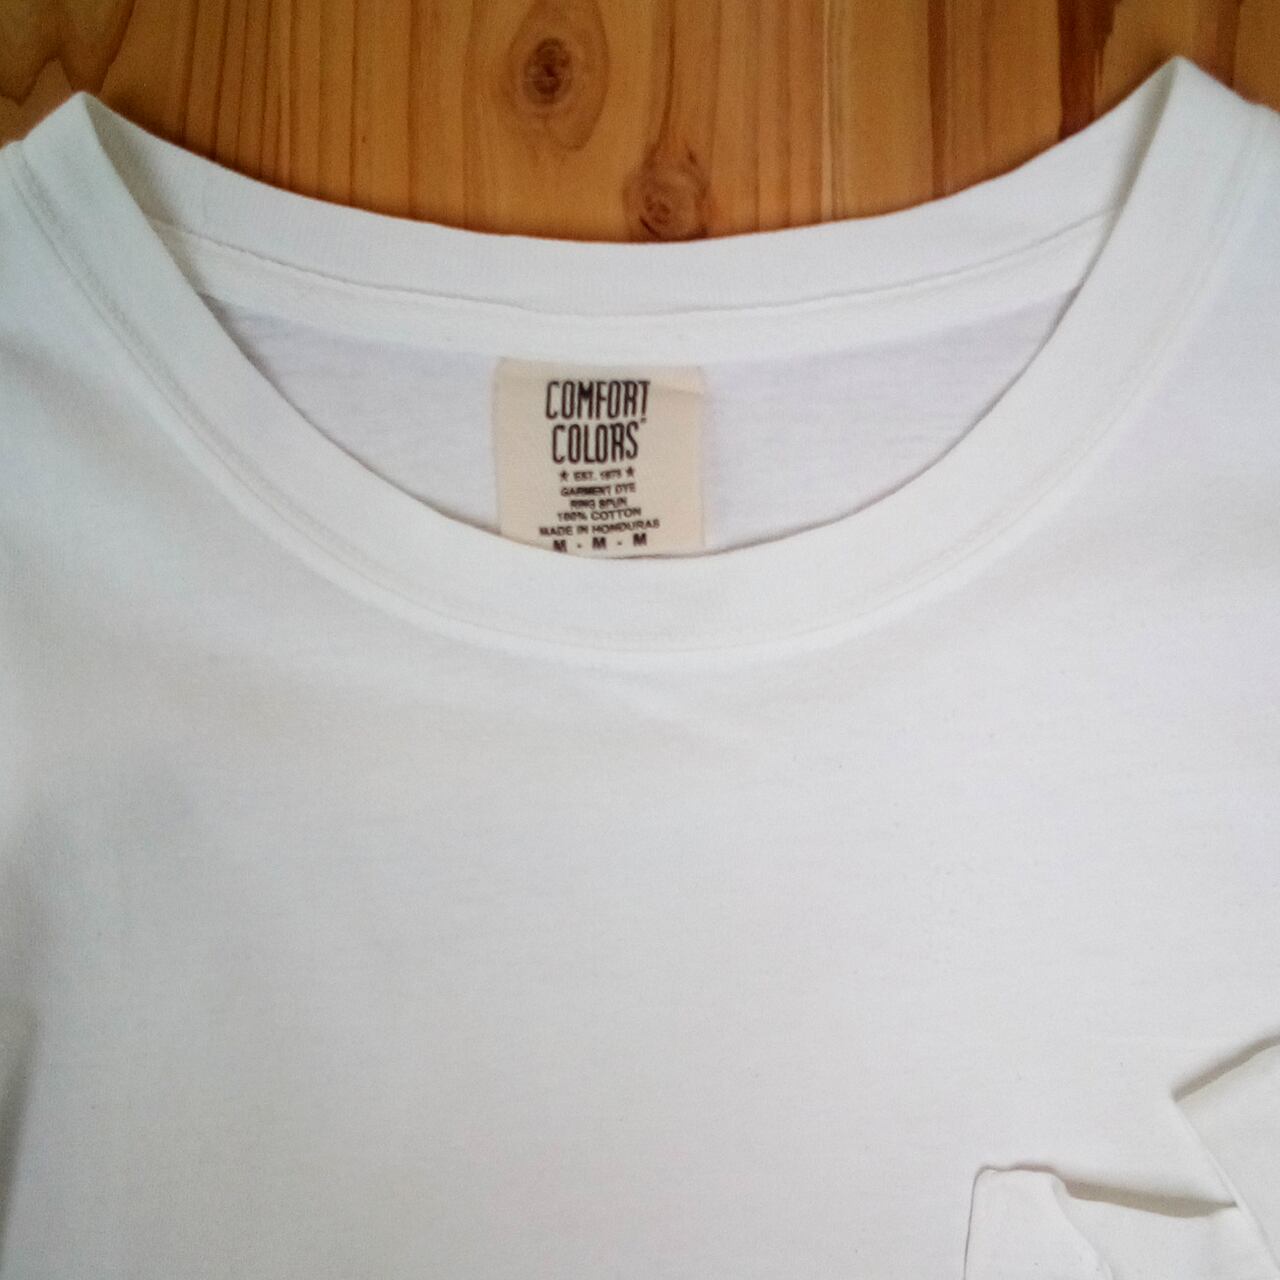 COMFORT
COLORS
★ EST. 1975 ★
GARMENT DYE
RING SPUN
100% COTTON
MADE IN HONDURAS
M - M - M